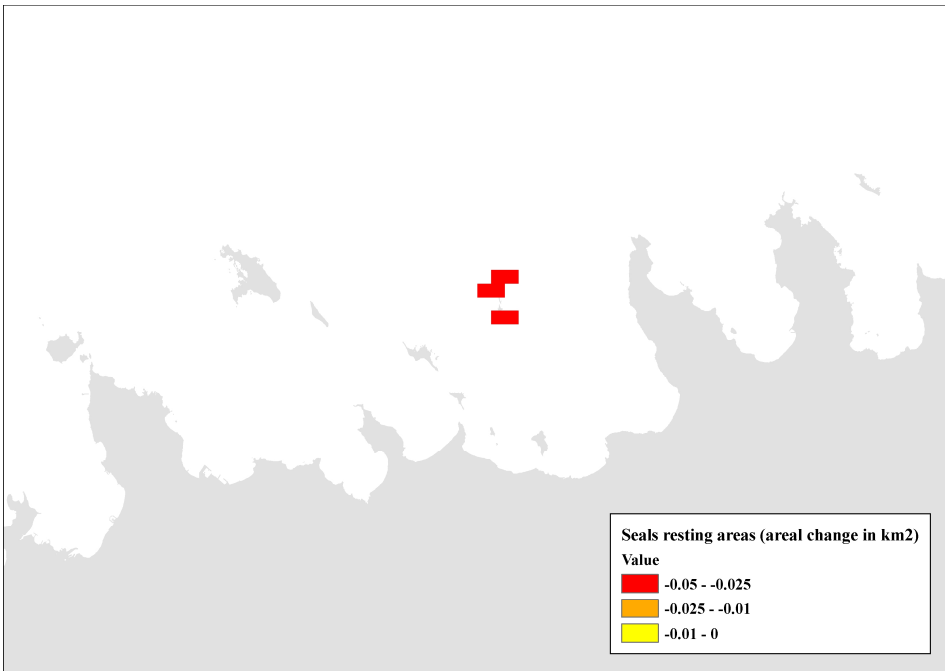 Seals resting areas (areal change in km2)
Value
-0.05 - -0.025
-0.025 - -0.01
-0.01 - 0